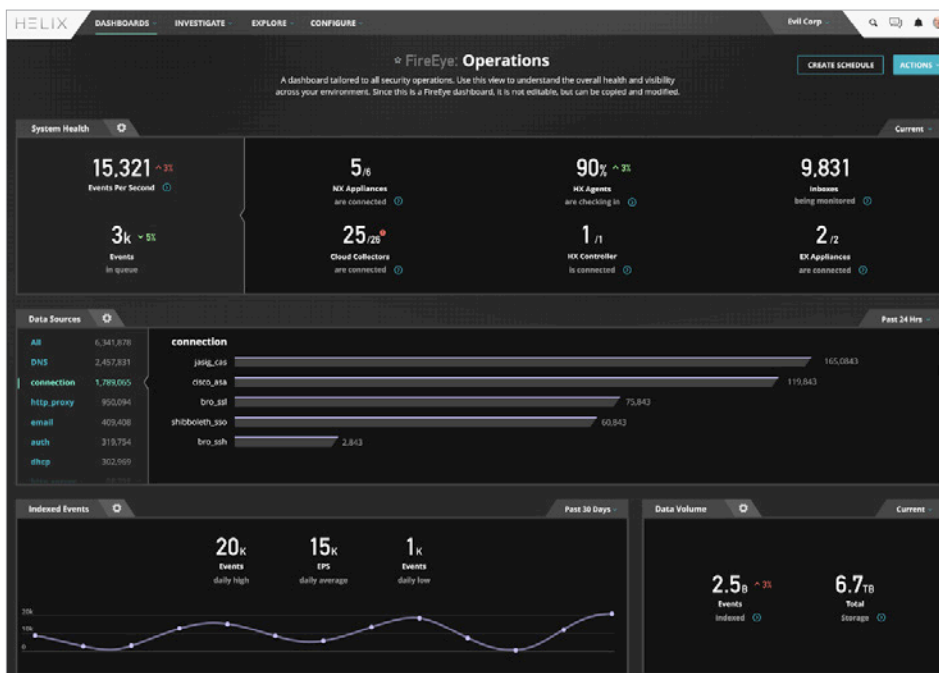 HELIX DASHBOARDS INVESTIGATE EXPLORE CONFIGURE Evil Corp
FireEye: Operations
CREATE SCHEDULE ACTIONS
A dashboard tailored to all security operations. Use this view to understand the overall health and visibility
across your environment. Since this is a FireEye dashboard, it is not editable, but can be copied and modified.
System Health Current
15,321 3% 5/6 90% 3% 9,831
Events Per Second NX Appliances HX Agents Inboxes
are connected are checking in being monitored
3k 5% 25/26 1/1 2/2
Events Cloud Collectors HX Controller EX Appliances
in queue are connected is connected are connected
Data Sources Past 24 Hrs
All 6,341,878 connection
DNS 2,457,831 jasig_cas 165,0843
connection 1,789,065 cisco_asa 119,843
http_proxy 950,094 bro_ssl 75,843
email 409,408 shibboleth_sso 60,843
auth 319,754 bro_ssh 2,843
dhcp 302,969
Indexed Events Past 30 Days Data Volume Current
20K 15K 1K
Events EPS Events
daily high daily average daily low
2.5B 3% 6.7TB
Events Total
Indexed Storage
20k
10k
0